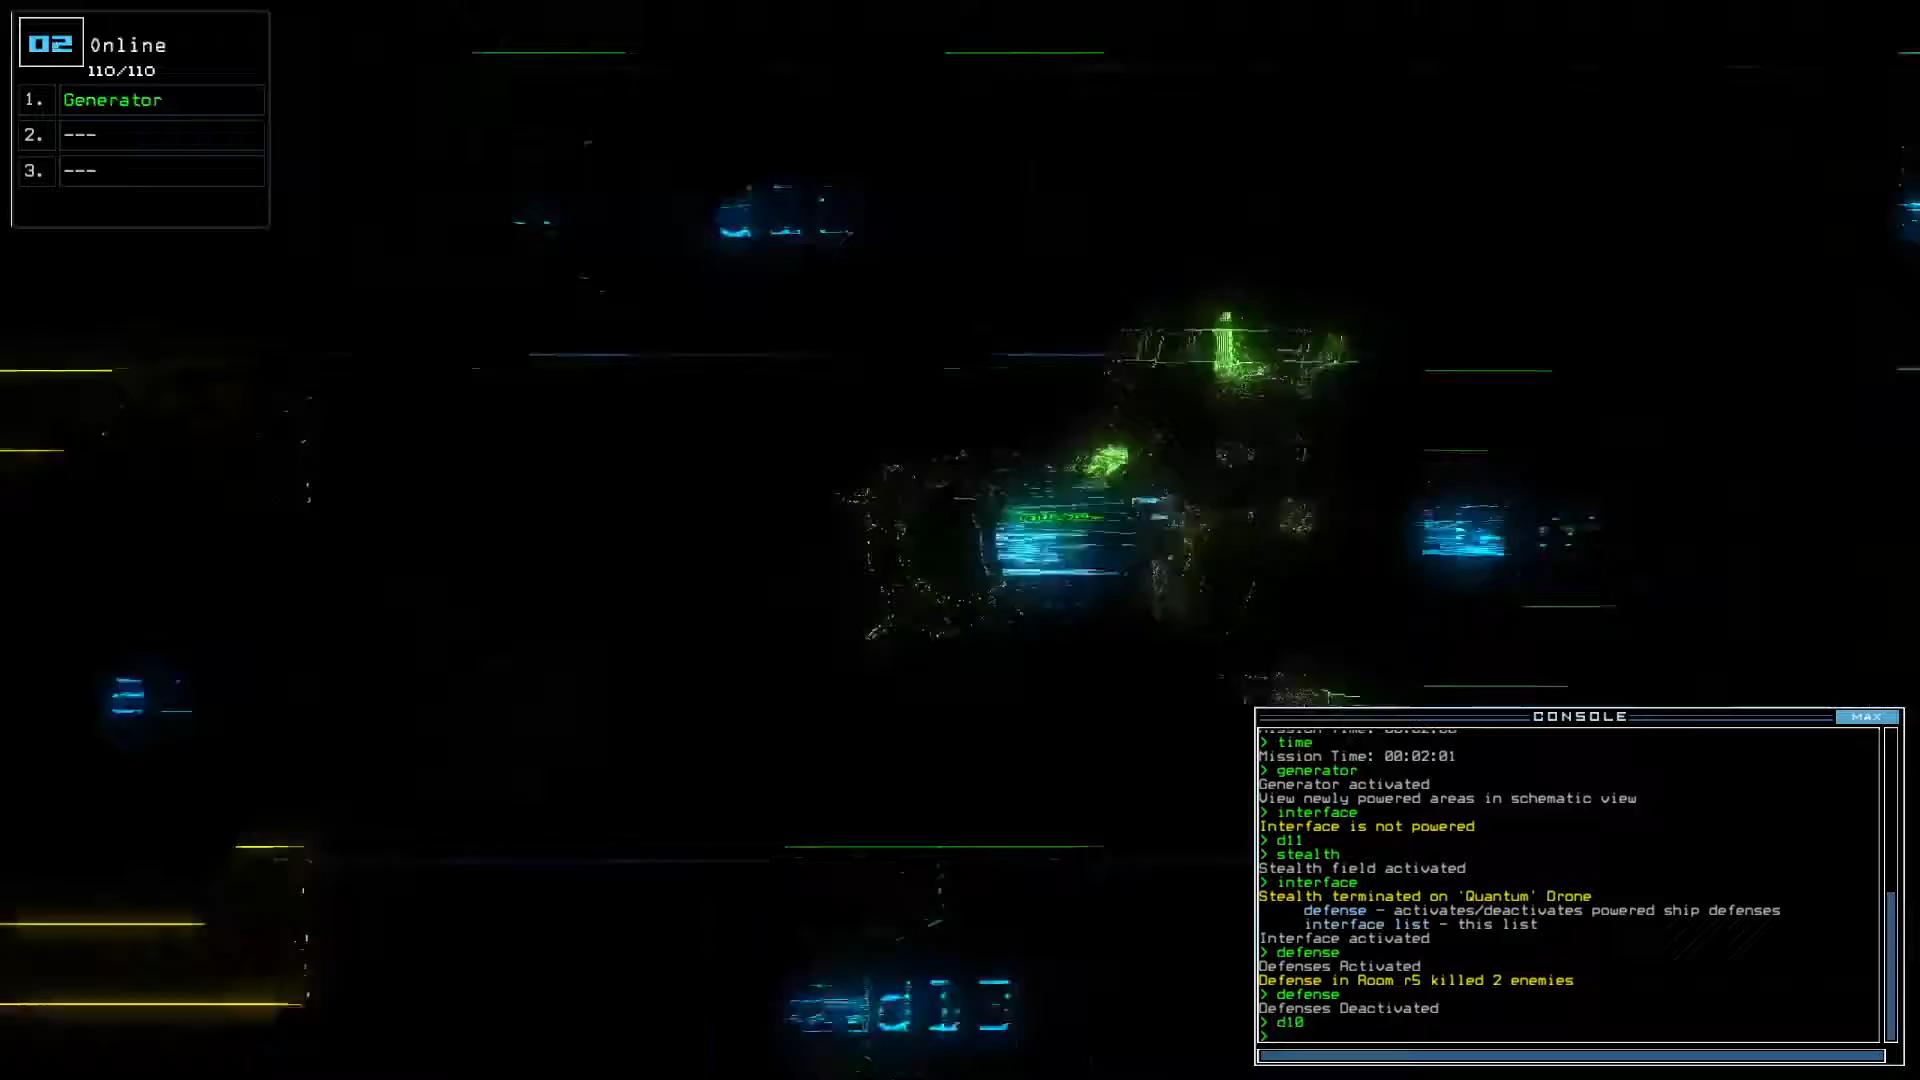 02 Online
110/110
1. Generator
2. ---
3. ---
d13
CONSOLE
MAX
> time
Mission Time: 00:02:01
> generator
Generator activated
View newly powered areas in schematic view
> interface
Interface is not powered
> d11
> stealth
Stealth field activated
> interface
Stealth terminated on 'Quantum' Drone
defense - activates/deactivates powered ship defenses
interface list - this list
Interface activated
> defense
Defenses Activated
Defense in Room r5 killed 2 enemies
> defense
Defenses Deactivated
> d10
>